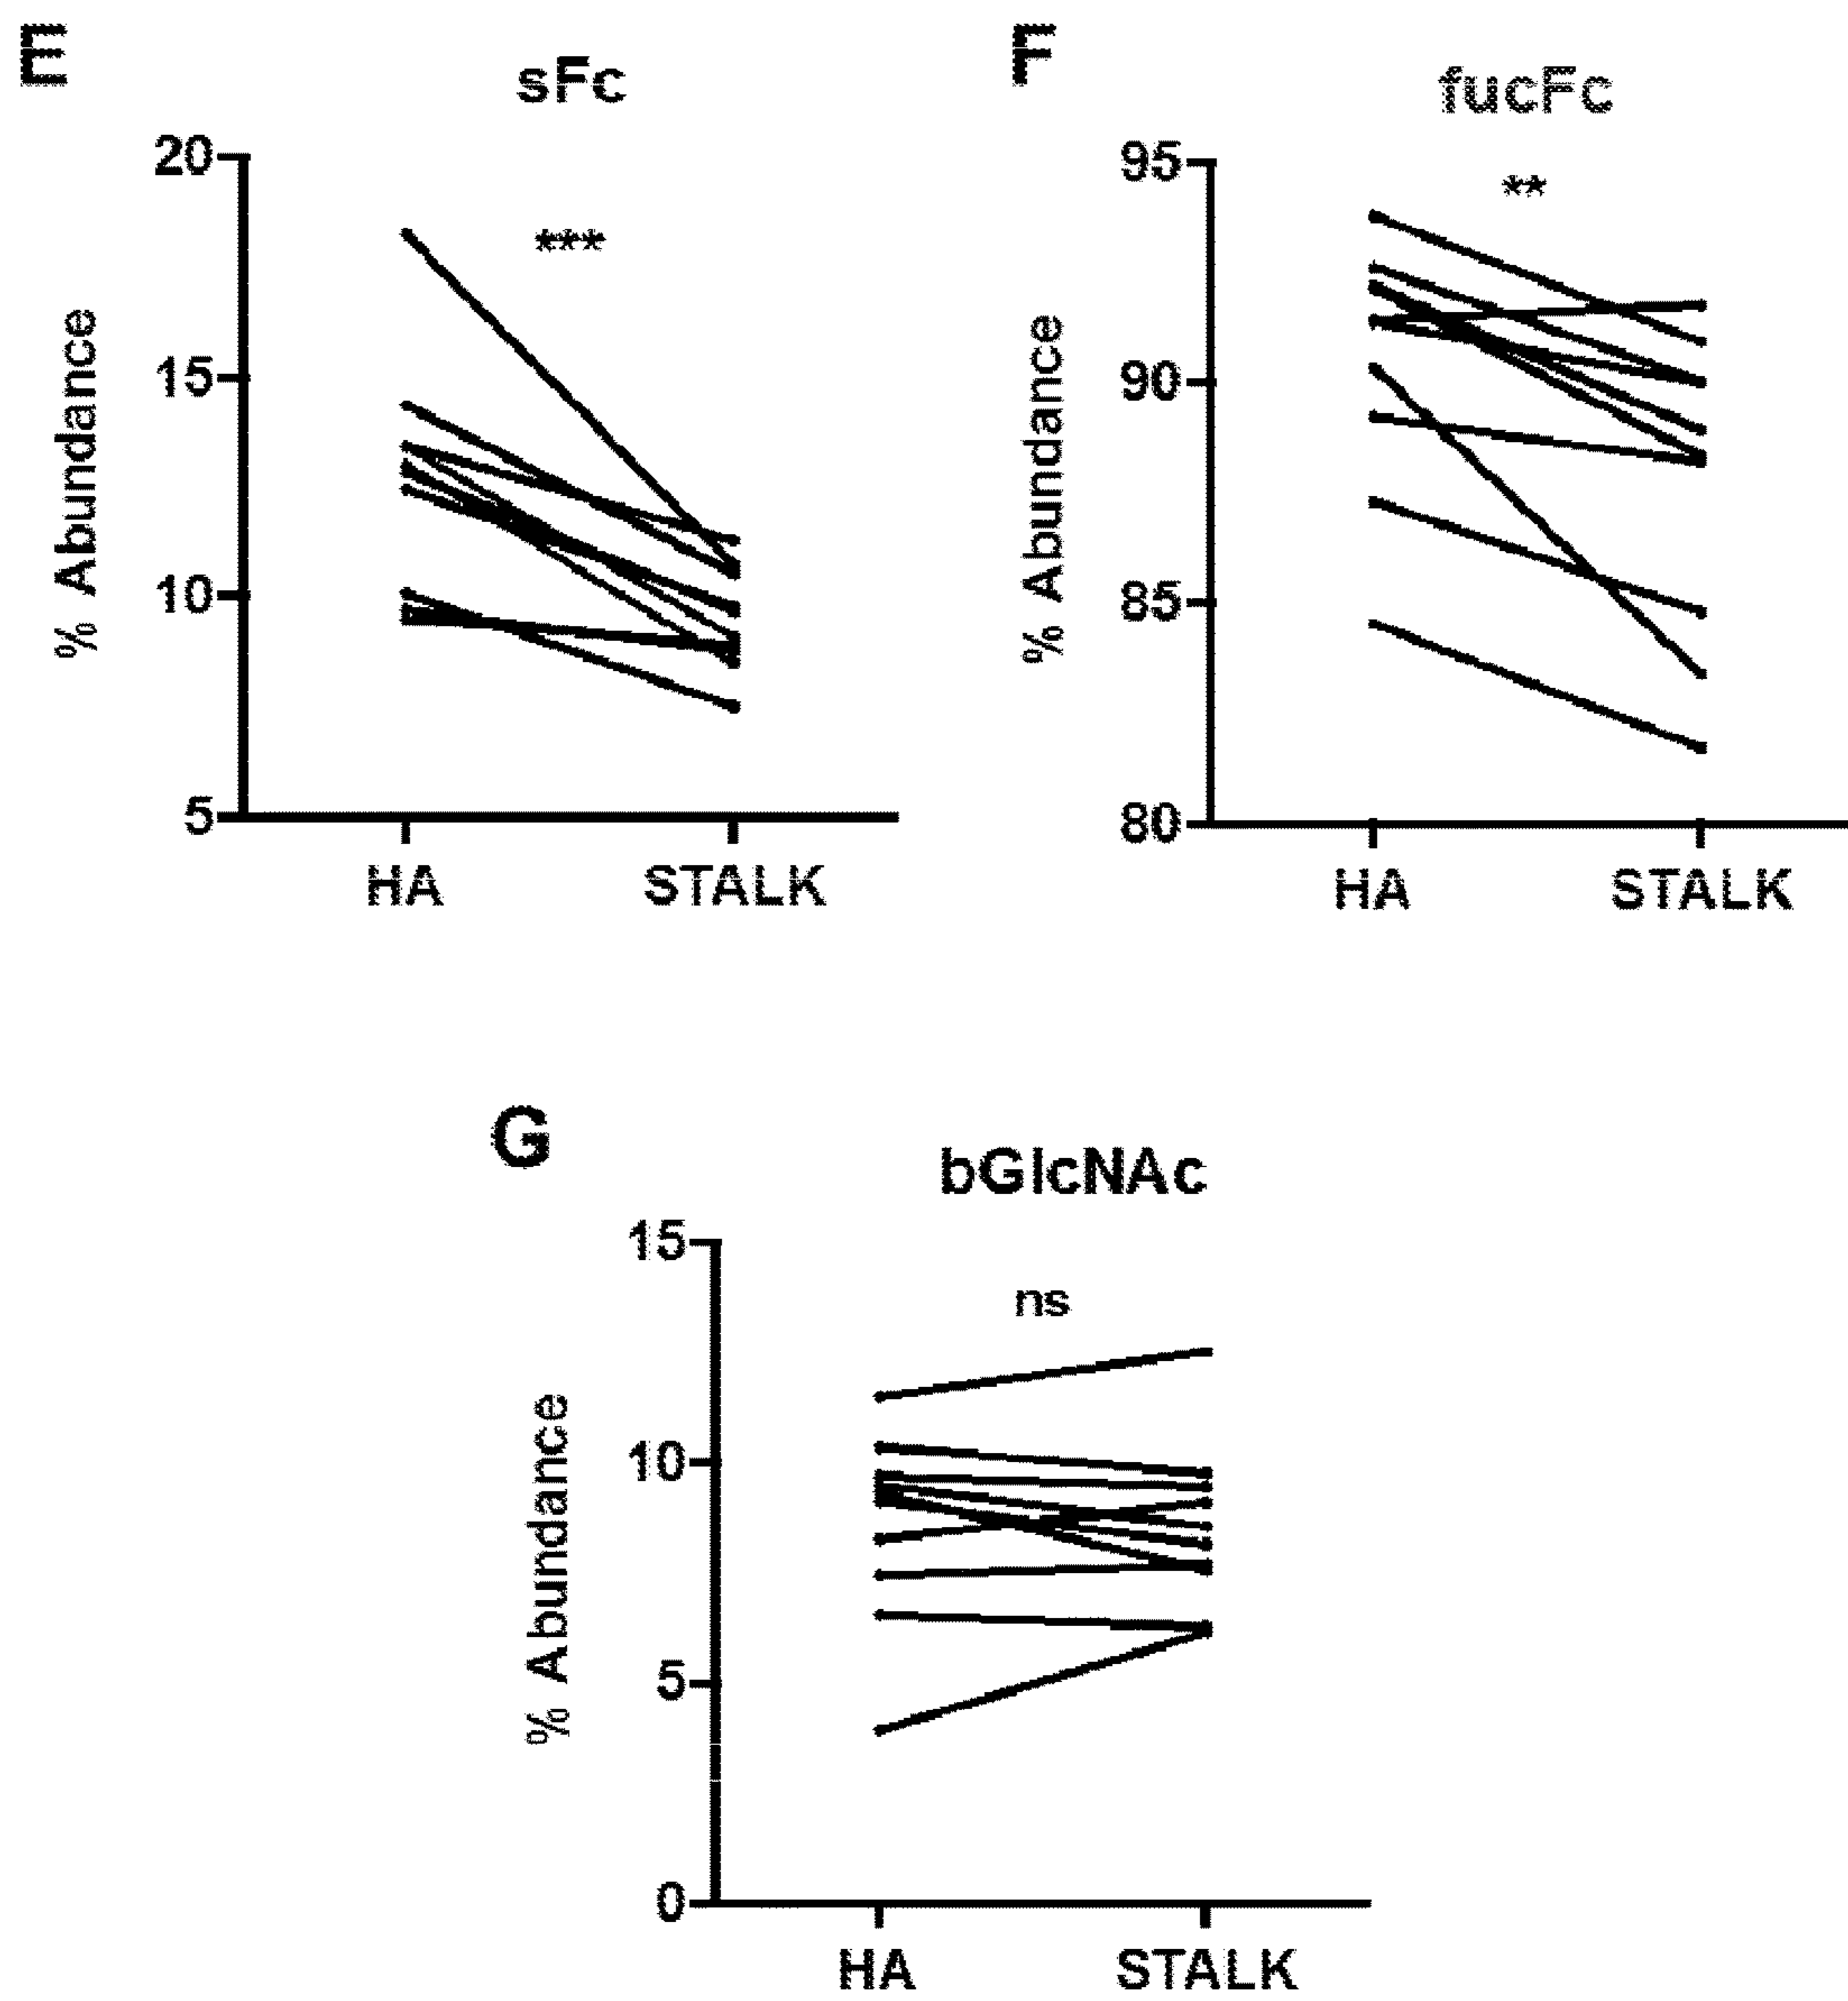 E
sFc
20
***
15
10
5
% Abundance
HA STALK
F
fucFc
95
**
90
85
80
% Abundance
HA STALK
G
bGlcNAc
15
ns
10
5
0
% Abundance
HA STALK